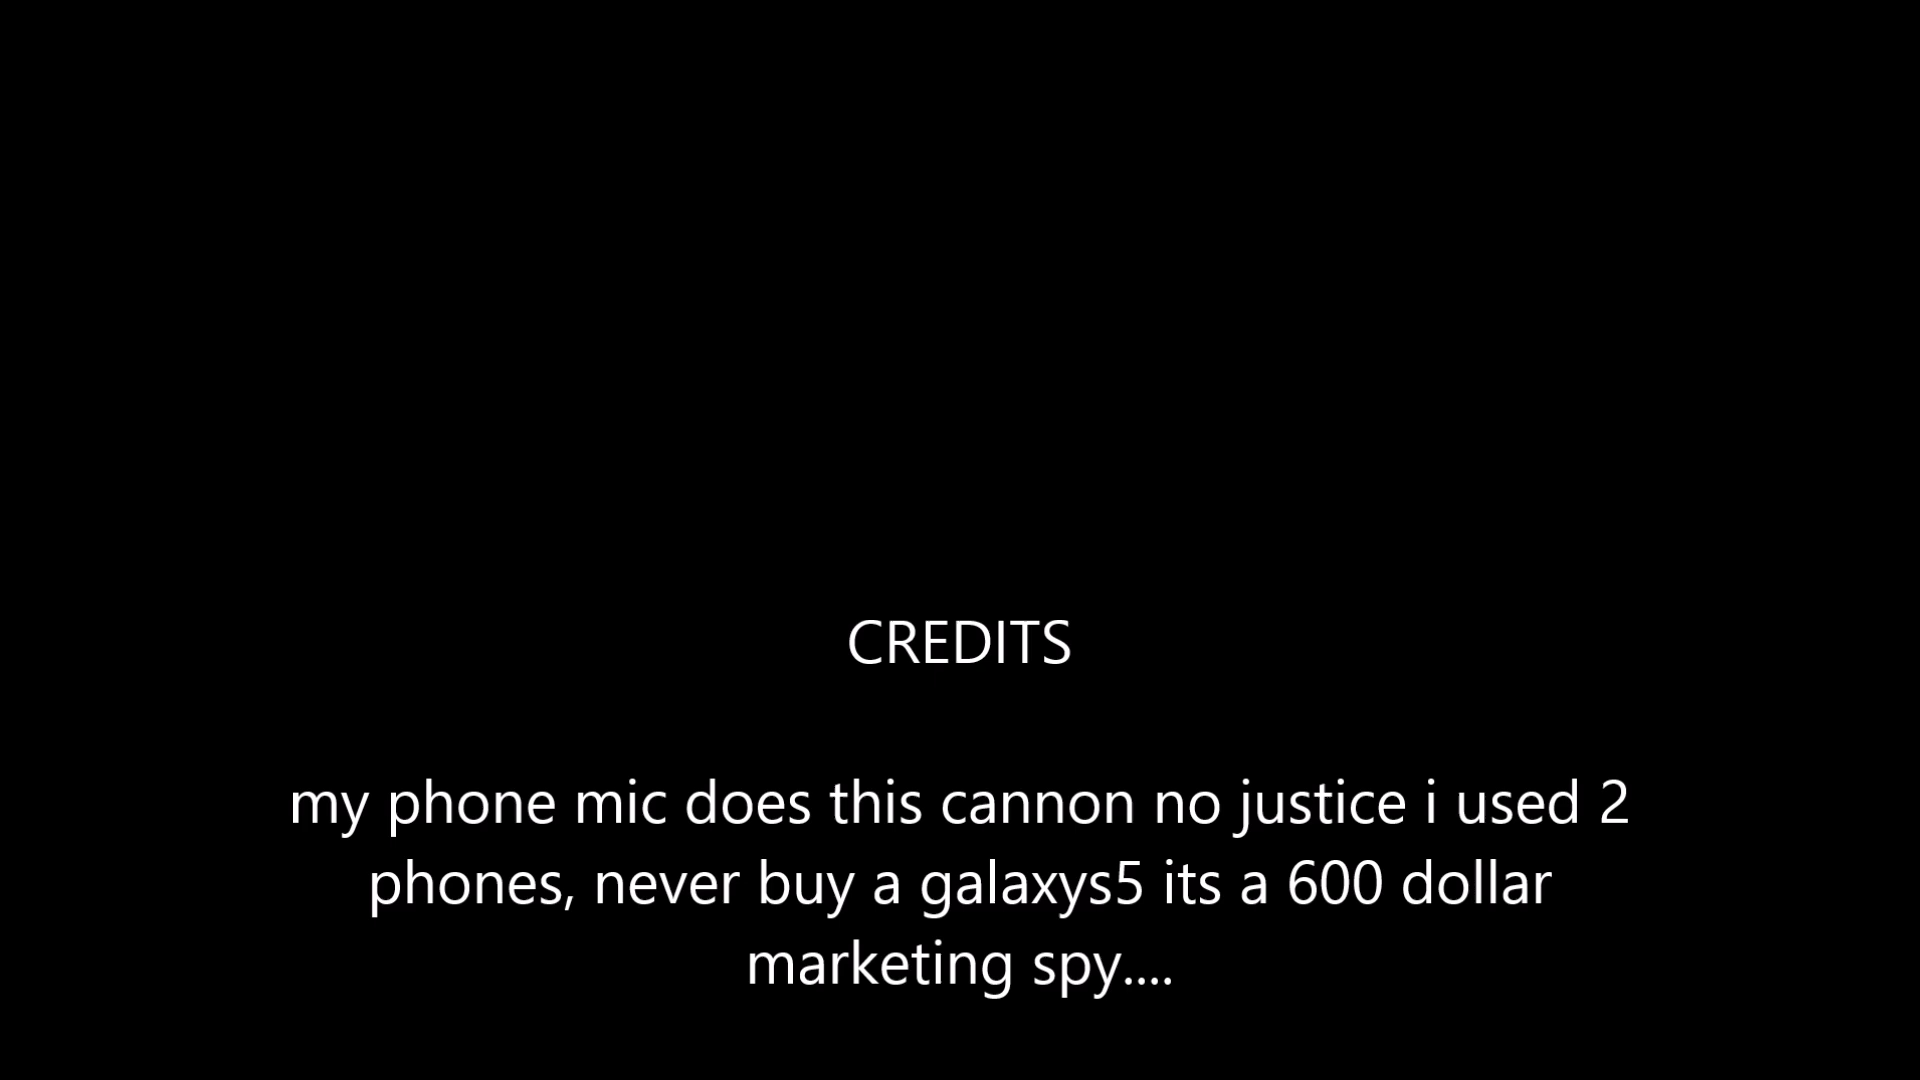 CREDITS
my phone mic does this cannon no justice i used 2
phones, never buy a galaxys5 its a 600 dollar
marketing spy....